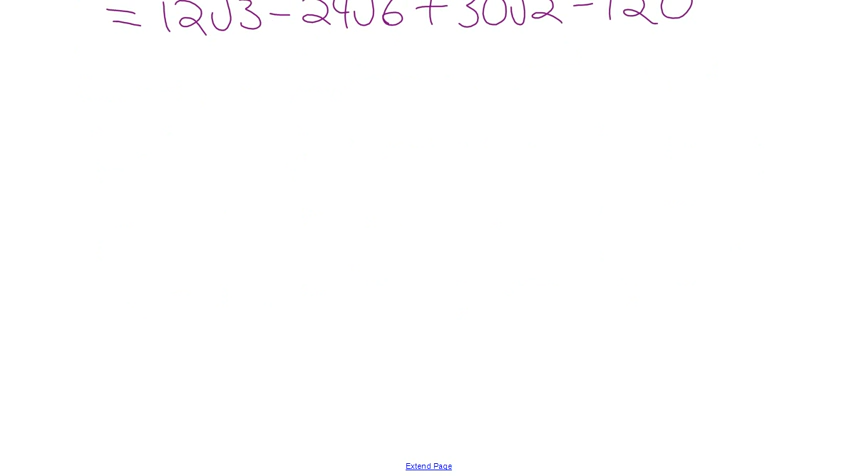 = 12√3 - 24√6 + 30√2 - 120
Extend Page